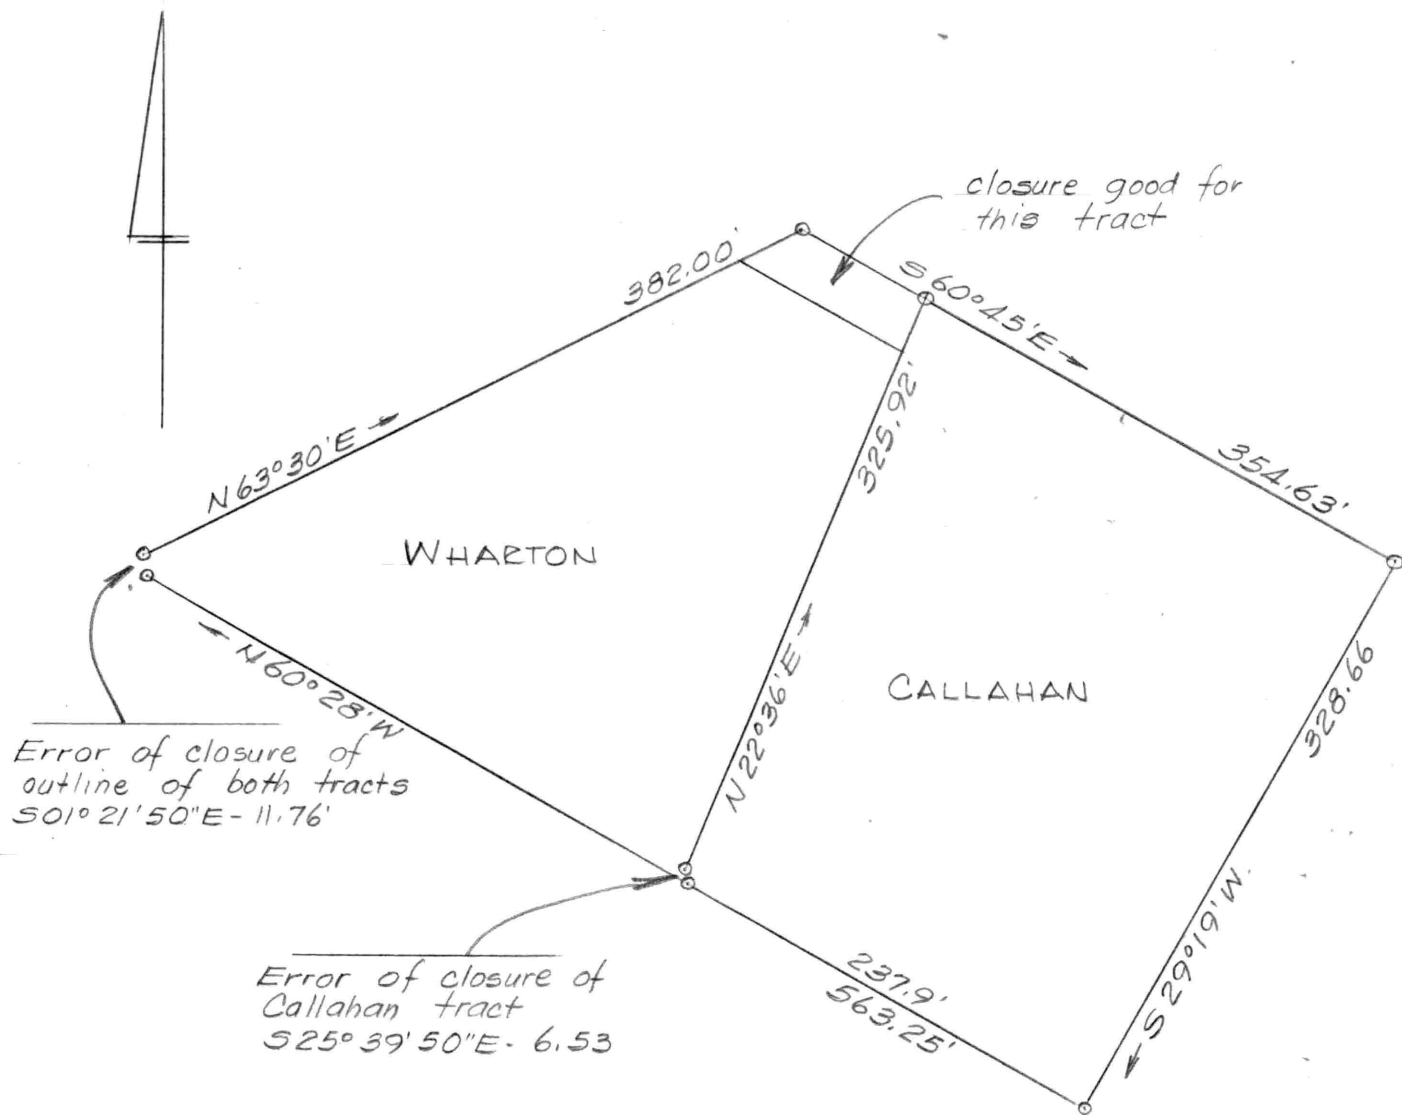 closure good for
this tract
382.00'
S60°45'E
N63°30'E
325.92'
354.63'
WHARTON
N60°28'W
N22°36'E
CALLAHAN
328.66
Error of closure of
outline of both tracts
S01°21'50"E - 11.76'
S29°19'W.
237.9'
563.25'
Error of closure of
Callahan tract
S25°39'50"E - 6.53